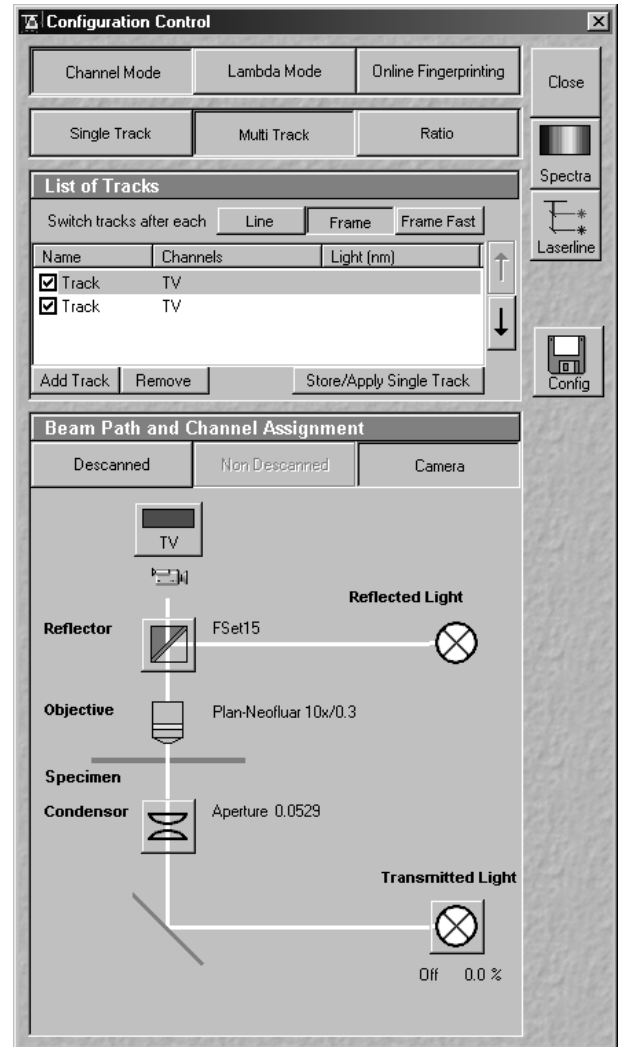 Configuration Control
Channel Mode Lambda Mode Online Fingerprinting
Close
Single Track Multi Track Ratio
Spectra
List of Tracks
Switch tracks after each Line Frame Frame Fast
Laserline
Name Channels Light (nm)
Track TV
Track TV
Add Track Remove Store/Apply Single Track
Config
Beam Path and Channel Assignment
Descanned Non Descanned Camera
TV
Reflected Light
Reflector FSet15
Objective Plan-Neofluar 10x/0.3
Specimen
Condensor Aperture 0.0529
Transmitted Light
Off 0.0 %